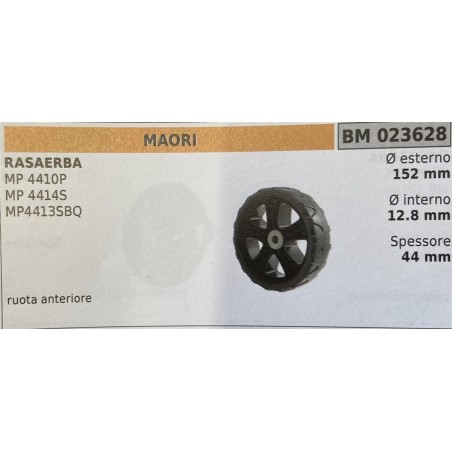 MAORI
BM 023628
RASAERBA
MP 4410P
MP 4414S
MP4413SBQ
ruota anteriore
Ø esterno
152 mm
Ø interno
12.8 mm
Spessore
44 mm